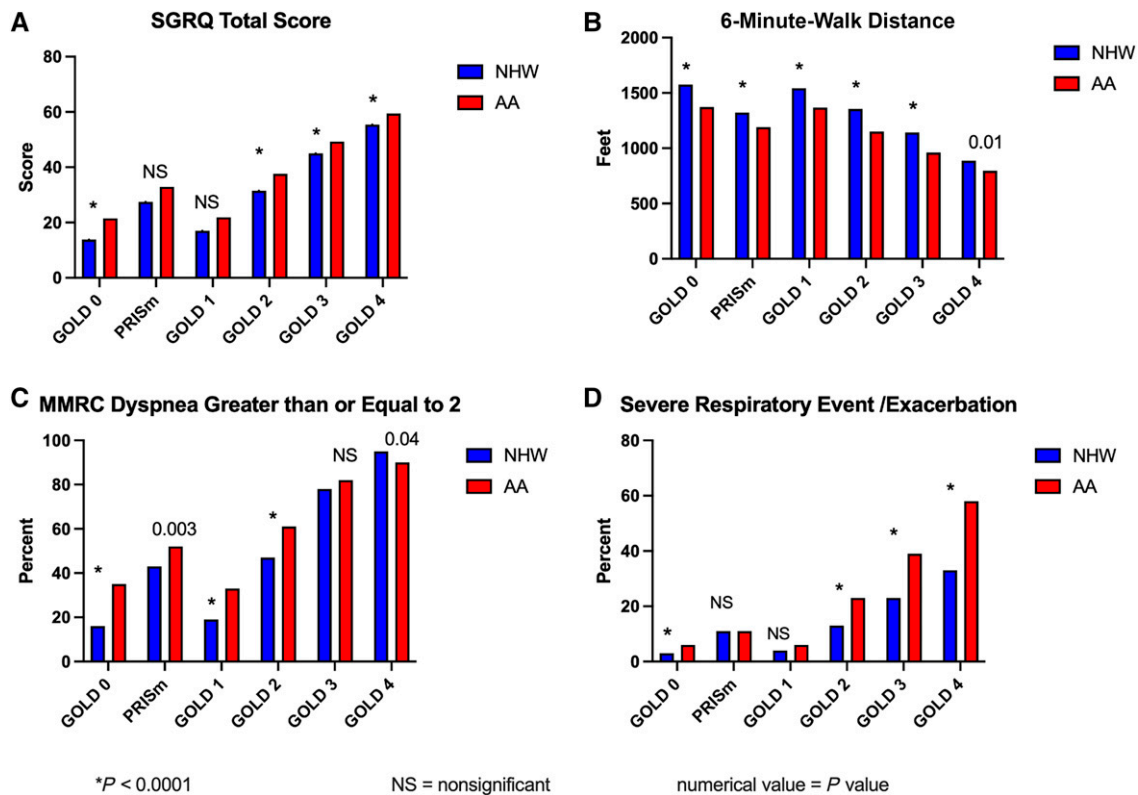 A
SGRQ Total Score
NHW
AA
80
60
40
20
0
Score
*
NS
NS
*
*
*
GOLD 0
PRISm
GOLD 1
GOLD 2
GOLD 3
GOLD 4
B
6-Minute-Walk Distance
NHW
AA
2000
1500
1000
500
0
Feet
*
*
*
*
*
0.01
GOLD 0
PRISm
GOLD 1
GOLD 2
GOLD 3
GOLD 4
C
MMRC Dyspnea Greater than or Equal to 2
NHW
AA
100
80
60
40
20
0
Percent
*
0.003
*
*
NS
0.04
GOLD 0
PRISm
GOLD 1
GOLD 2
GOLD 3
GOLD 4
D
Severe Respiratory Event /Exacerbation
NHW
AA
80
60
40
20
0
Percent
*
NS
NS
*
*
*
GOLD 0
PRISm
GOLD 1
GOLD 2
GOLD 3
GOLD 4
*P < 0.0001
NS = nonsignificant
numerical value = P value